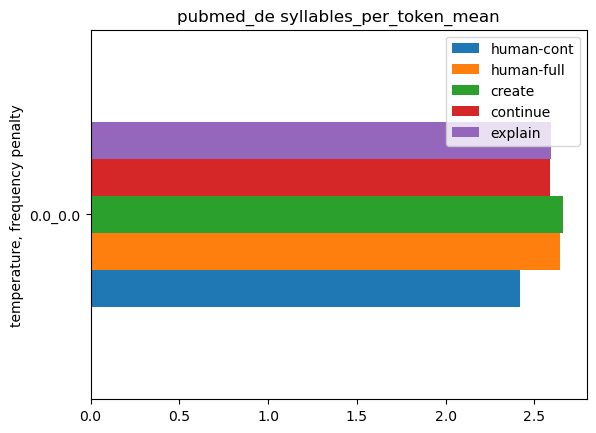 pubmed_de syllables_per_token_mean
human-cont
human-full
create
continue
explain
temperature, frequency penalty
0.0_0.0
0.0 0.5 1.0 1.5 2.0 2.5